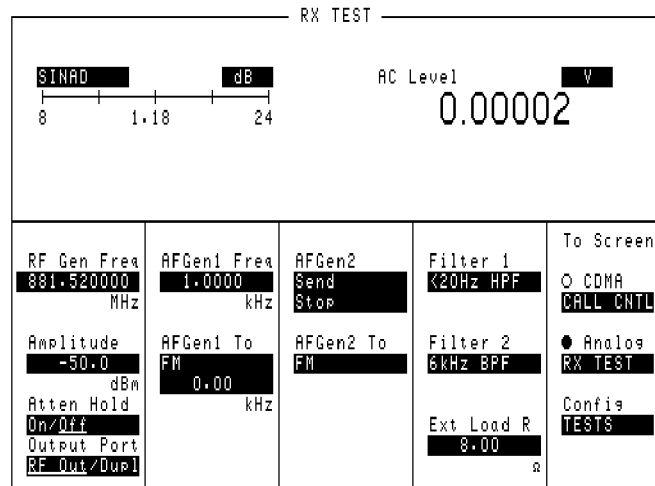 RX TEST
SINAD dB
8 1.18 24
AC Level V
0.00002
RF Gen Freq
881.520000
MHz
Amplitude
-50.0
dBm
Atten Hold
On/Off
Output Port
RF Out/Dupl
AFGen1 Freq
1.0000
kHz
AFGen1 To
FM
0.00
kHz
AFGen2
Send
Stop
AFGen2 To
FM
Filter 1
<20Hz HPF
Filter 2
6kHz BPF
Ext Load R
8.00
Ω
To Screen
CDMA
CALL CNTL
Analog
RX TEST
Config
TESTS